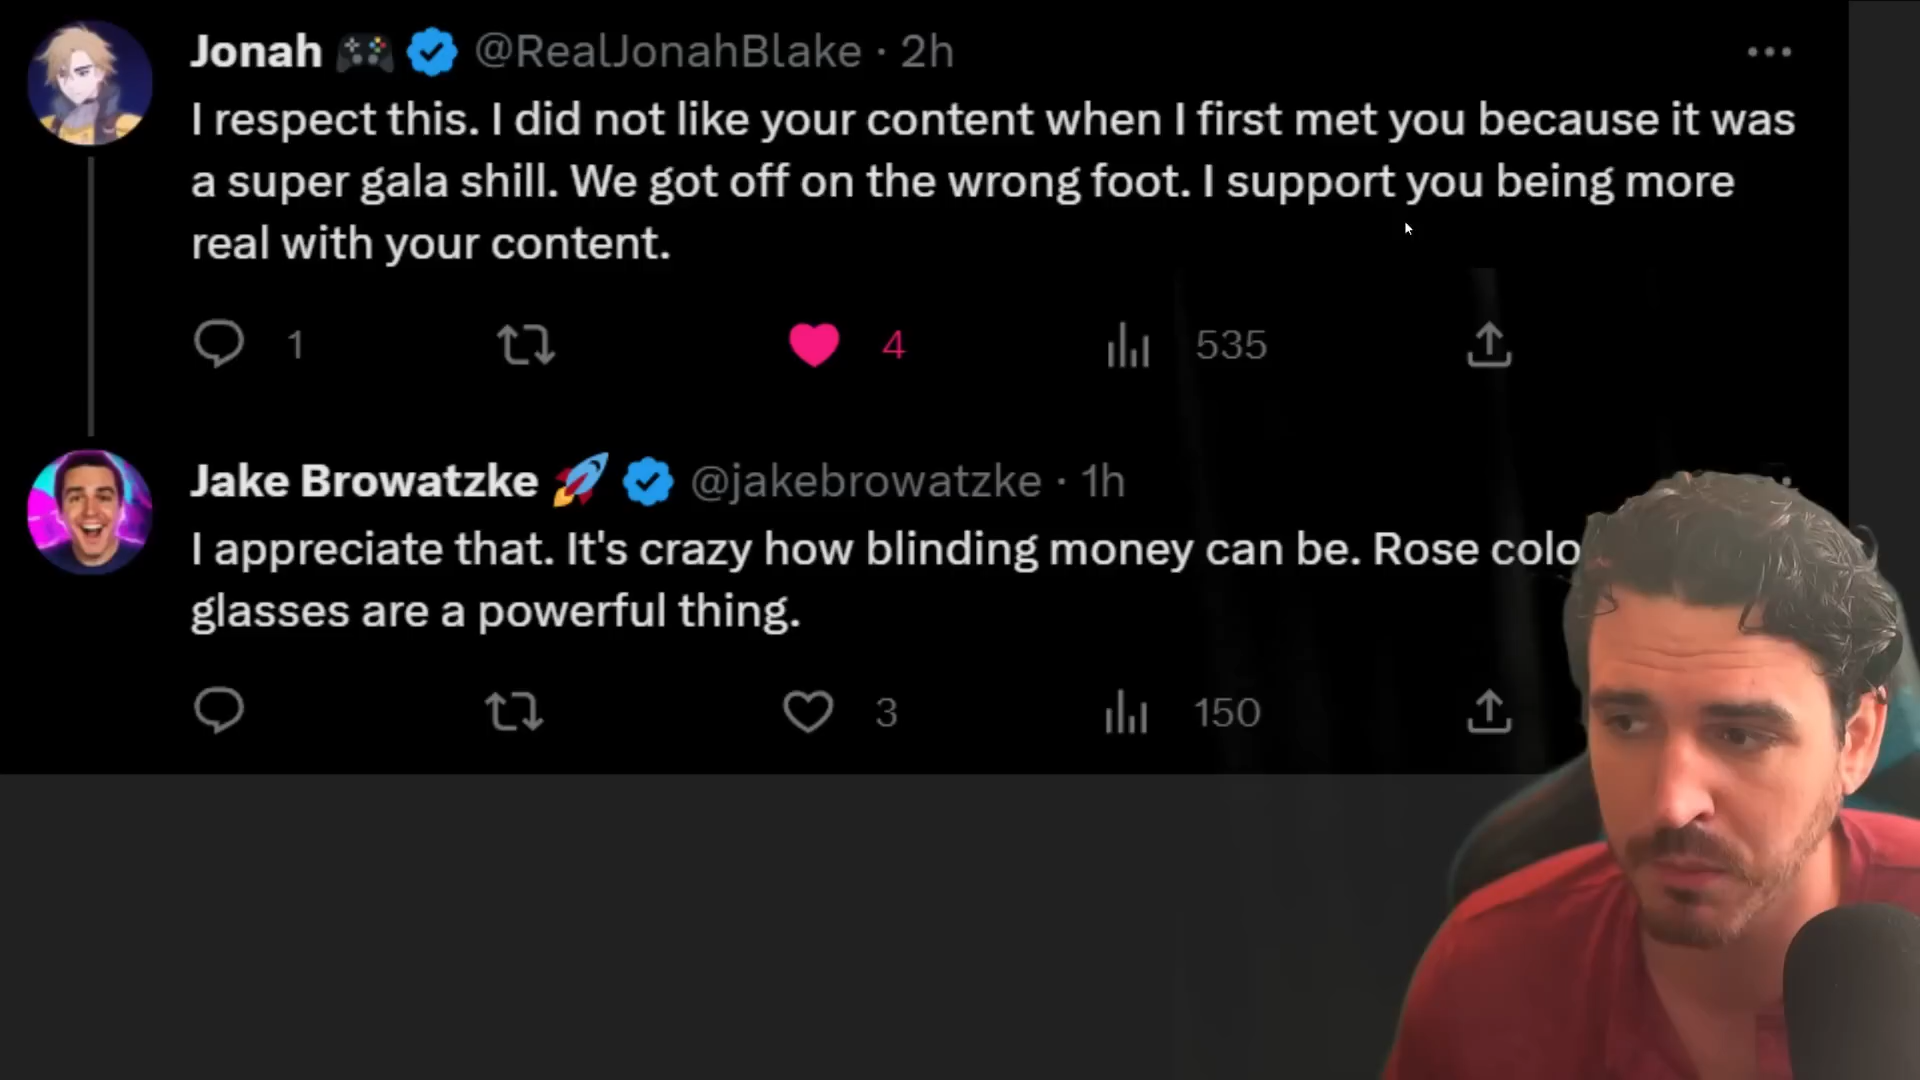 Jonah 🎮 @RealJonahBlake · 2h
I respect this. I did not like your content when I first met you because it was
a super gala shill. We got off on the wrong foot. I support you being more
real with your content.
1 4 535
Jake Browatzke 🚀 @jakebrowatzke · 1h
I appreciate that. It's crazy how blinding money can be. Rose
glasses are a powerful thing.
3 150